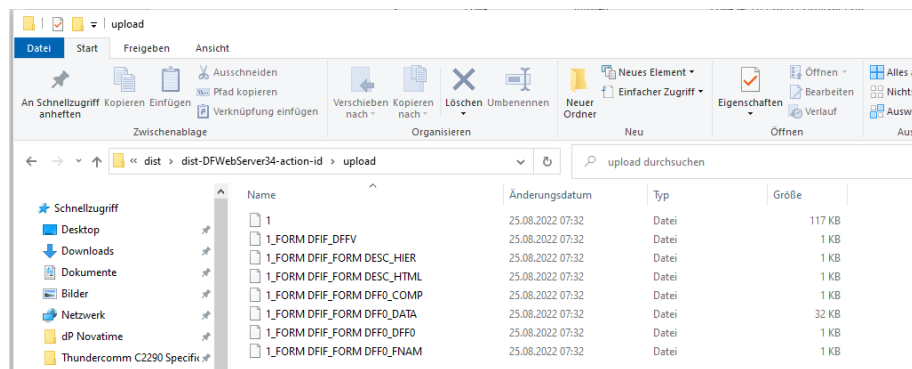 upload
Datei Start Freigeben Ansicht
An Schnellzugriff anheften
Kopieren
Einfügen
Ausschneiden
Pfad kopieren
Verknüpfung einfügen
Zwischenablage
Verschieben nach
Kopieren nach
Löschen
Umbenennen
Organisieren
Neuer Ordner
Neues Element
Einfacher Zugriff
Neu
Eigenschaften
Öffnen
Bearbeiten
Verlauf
Öffnen
Alles
Nicht
Ausw
Aus
« dist › dist-DFWebServer34-action-id › upload
upload durchsuchen
Name Änderungsdatum Typ Größe
Schnellzugriff
Desktop
Downloads
Dokumente
Bilder
Netzwerk
dP Novatime
Thundercomm C2290 Specific
1 25.08.2022 07:32 Datei 117 KB
1_FORM DFIF_DFFV 25.08.2022 07:32 Datei 1 KB
1_FORM DFIF_FORM DESC_HIER 25.08.2022 07:32 Datei 1 KB
1_FORM DFIF_FORM DESC_HTML 25.08.2022 07:32 Datei 1 KB
1_FORM DFIF_FORM DFF0_COMP 25.08.2022 07:32 Datei 1 KB
1_FORM DFIF_FORM DFF0_DATA 25.08.2022 07:32 Datei 32 KB
1_FORM DFIF_FORM DFF0_DFF0 25.08.2022 07:32 Datei 1 KB
1_FORM DFIF_FORM DFF0_FNAM 25.08.2022 07:32 Datei 1 KB